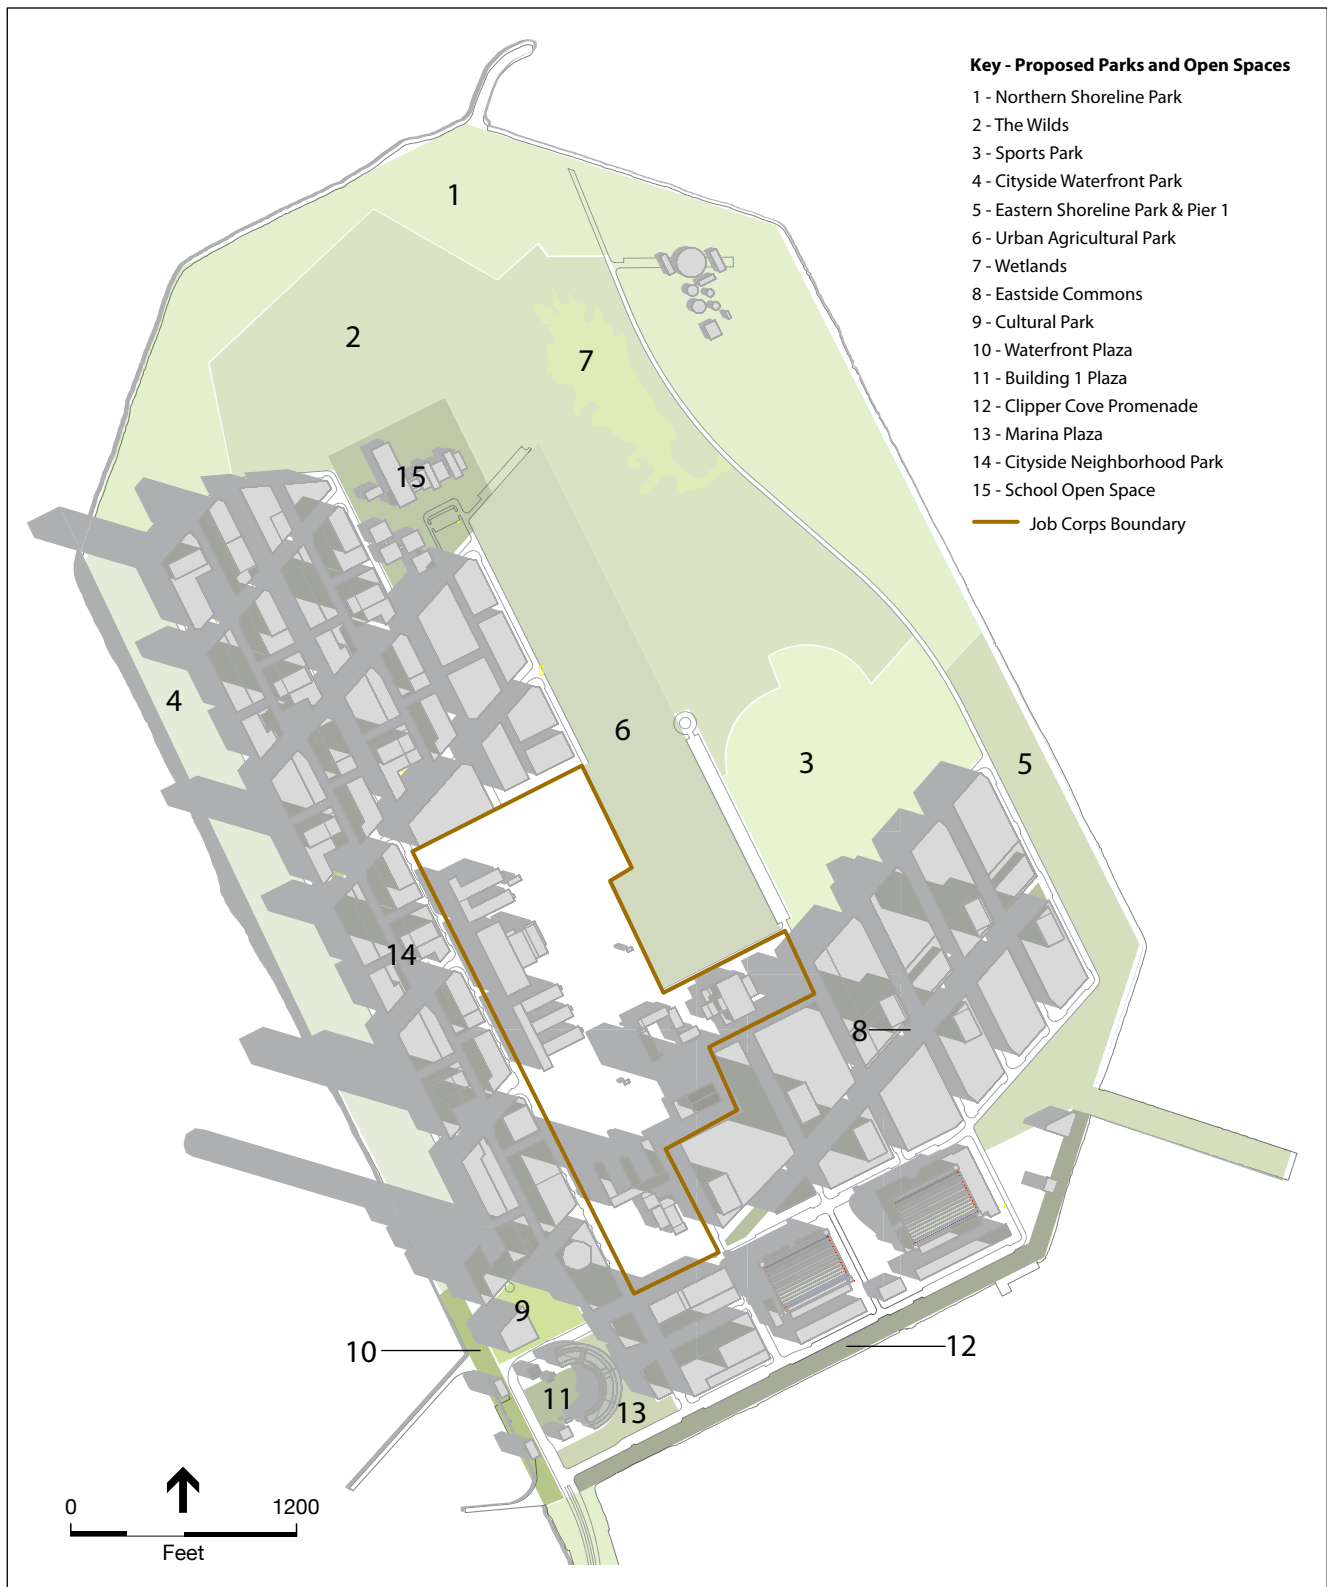 Key - Proposed Parks and Open Spaces
1 - Northern Shoreline Park
2 - The Wilds
3 - Sports Park
4 - Cityside Waterfront Park
5 - Eastern Shoreline Park & Pier 1
6 - Urban Agricultural Park
7 - Wetlands
8 - Eastside Commons
9 - Cultural Park
10 - Waterfront Plaza
11 - Building 1 Plaza
12 - Clipper Cove Promenade
13 - Marina Plaza
14 - Cityside Neighborhood Park
15 - School Open Space
Job Corps Boundary
1
2
7
15
4
6
3
5
14
8
9
10
12
11
13
0 1200
Feet